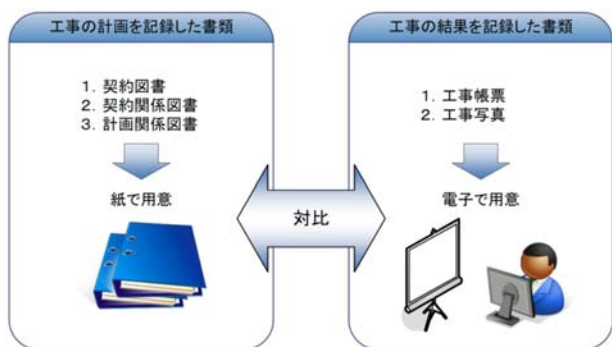 工事の計画を記録した書類
1. 契約図書
2. 契約関係図書
3. 計画関係図書
紙で用意
対比
工事の結果を記録した書類
1. 工事帳票
2. 工事写真
電子で用意